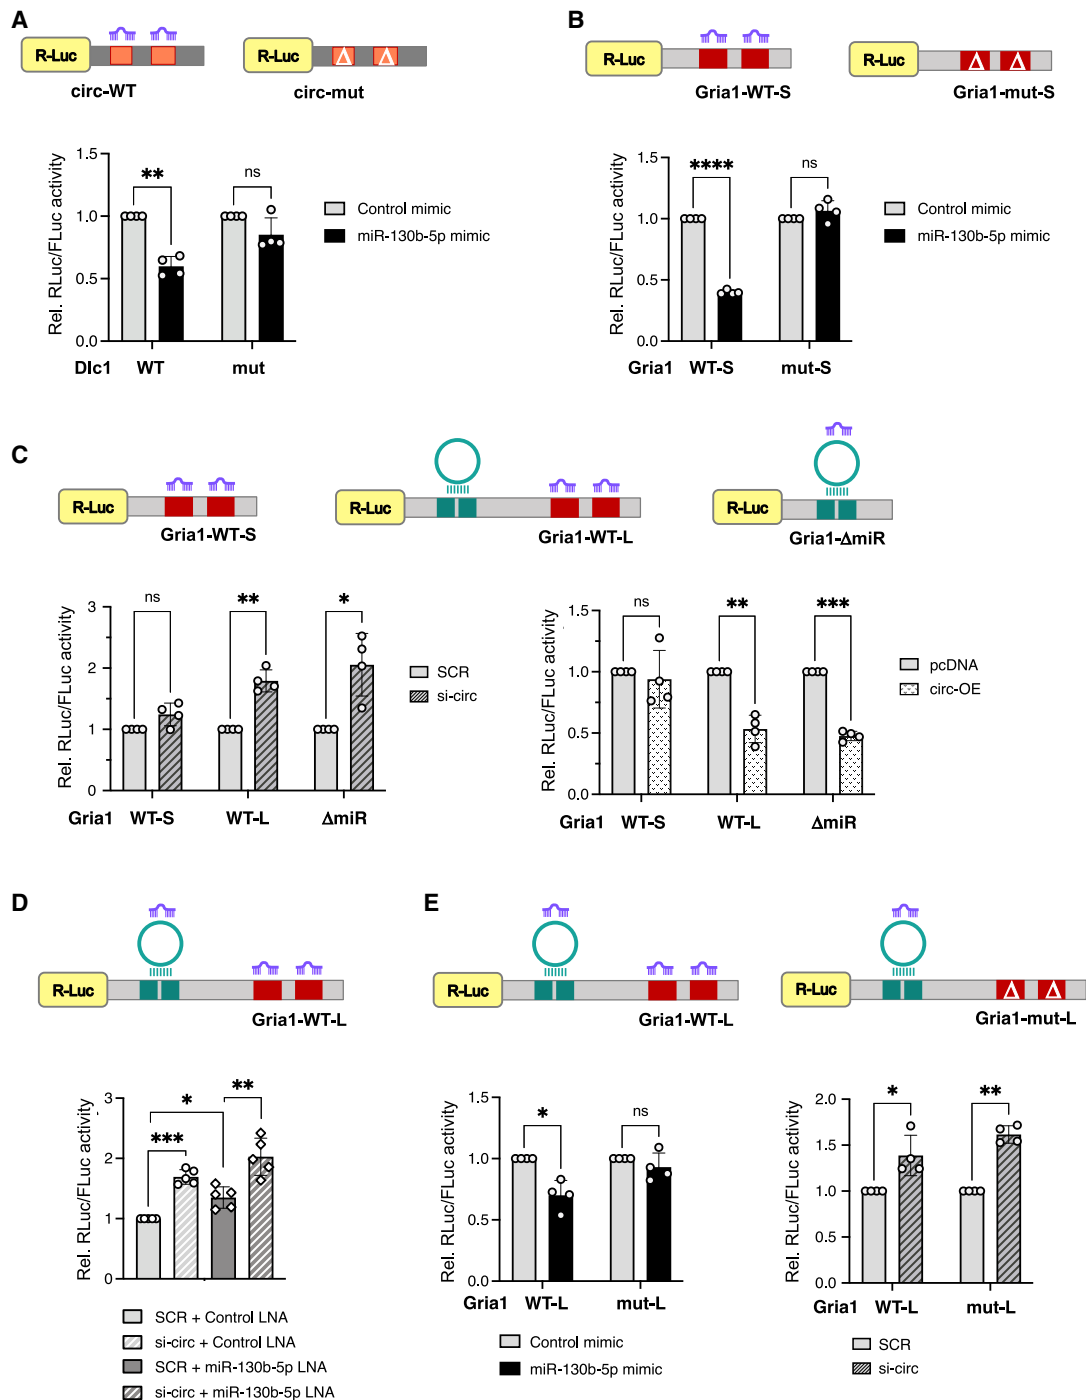 A
R-Luc
circ-WT
R-Luc
circ-mut
Rel. RLuc/FLuc activity
1.5
1.0
0.5
0.0
**
ns
Control mimic
miR-130b-5p mimic
Dlc1 WT mut
B
R-Luc
Gria1-WT-S
R-Luc
Δ Δ
Gria1-mut-S
Rel. RLuc/FLuc activity
1.5
1.0
0.5
0.0
****
ns
Control mimic
miR-130b-5p mimic
Gria1 WT-S mut-S
C
R-Luc
Gria1-WT-S
R-Luc
Gria1-WT-L
R-Luc
Gria1-ΔmiR
Rel. RLuc/FLuc activity
3
2
1
0
ns
**
*
SCR
si-circ
Gria1 WT-S WT-L ΔmiR
Rel. RLuc/FLuc activity
1.5
1.0
0.5
0.0
ns
**
***
pcDNA
circ-OE
Gria1 WT-S WT-L ΔmiR
D
R-Luc
Gria1-WT-L
Rel. RLuc/FLuc activity
3
2
1
0
***
*
**
SCR + Control LNA
si-circ + Control LNA
SCR + miR-130b-5p LNA
si-circ + miR-130b-5p LNA
E
R-Luc
Gria1-WT-L
R-Luc
Δ Δ
Gria1-mut-L
Rel. RLuc/FLuc activity
1.5
1.0
0.5
0.0
*
ns
Gria1 WT-L mut-L
Control mimic
miR-130b-5p mimic
Rel. RLuc/FLuc activity
2.0
1.5
1.0
0.5
0.0
*
**
Gria1 WT-L mut-L
SCR
si-circ